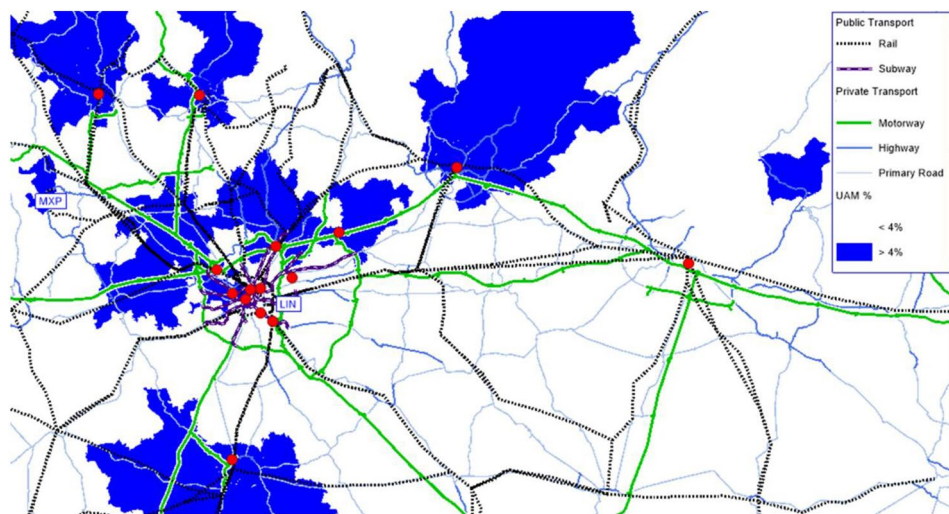 Public Transport
Rail
Subway
Private Transport
Motorway
Highway
Primary Road
UAM %
< 4%
> 4%
MXP
LIN